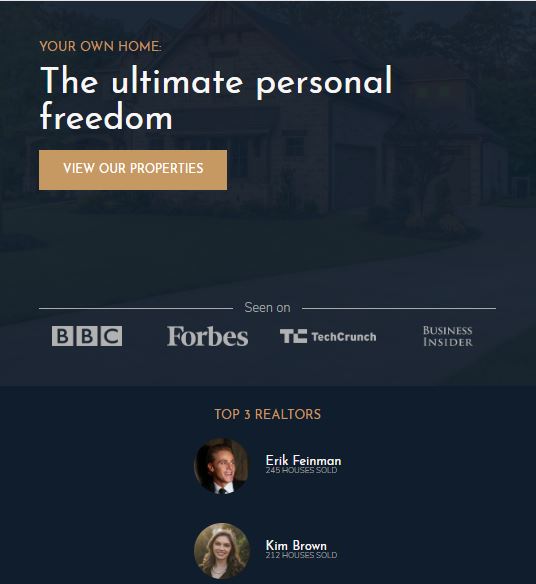 YOUR OWN HOME:
The ultimate personal
freedom
VIEW OUR PROPERTIES
Seen on
BBC
Forbes
TC TechCrunch
BUSINESS
INSIDER
TOP 3 REALTORS
Erik Feinman
245 HOUSES SOLD
Kim Brown
212 HOUSES SOLD